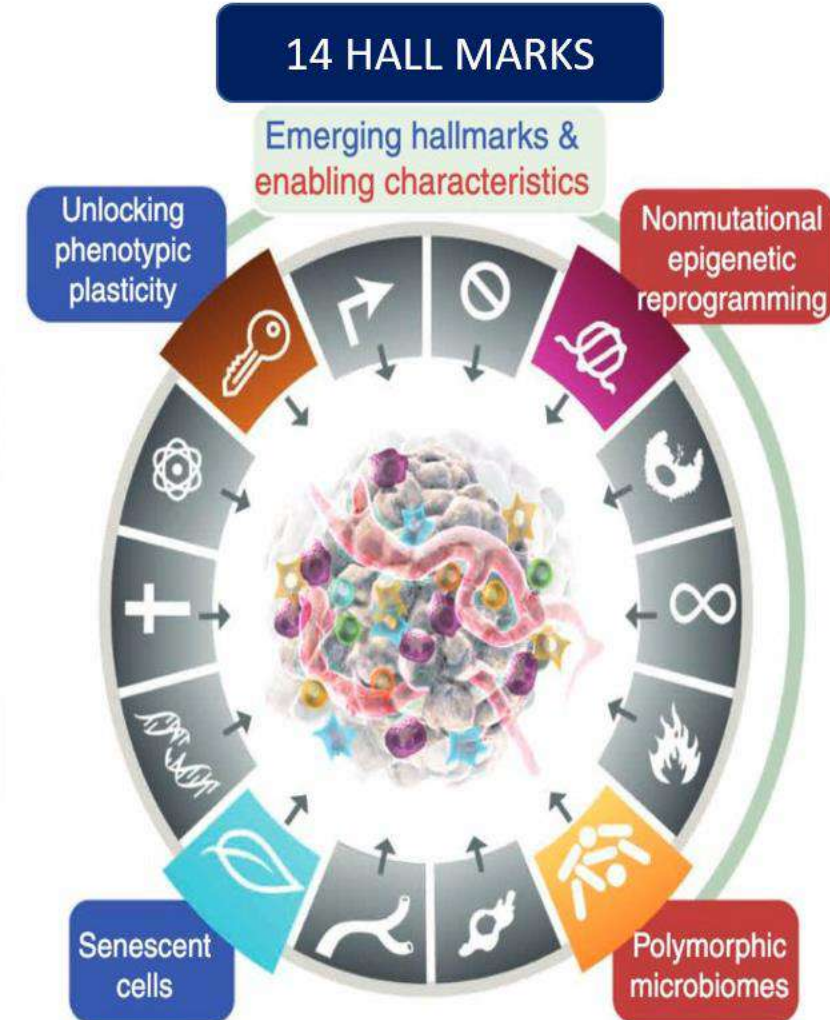 14 HALL MARKS
Emerging hallmarks &
enabling characteristics
Unlocking
phenotypic
plasticity
Nonmutational
epigenetic
reprogramming
Senescent
cells
Polymorphic
microbiomes